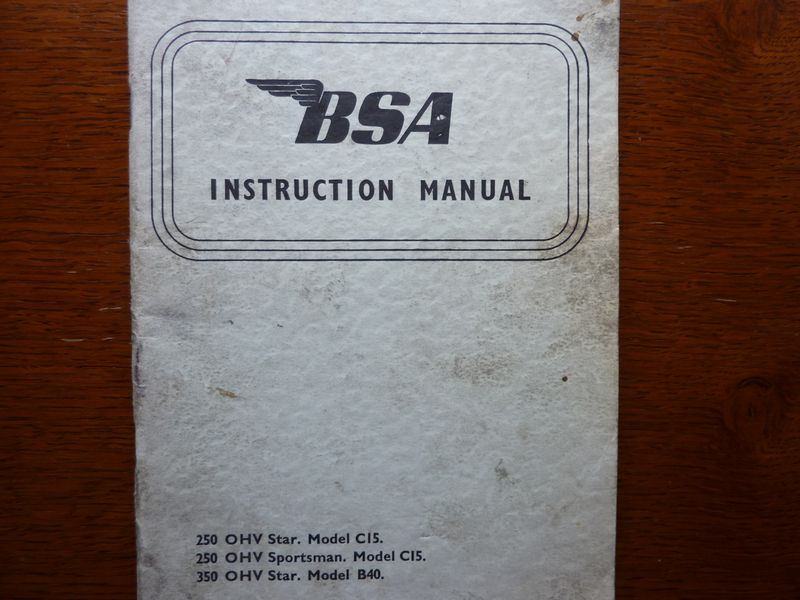 BSA
INSTRUCTION MANUAL
250 OHV Star. Model C15.
250 OHV Sportsman. Model C15.
350 OHV Star. Model B40.